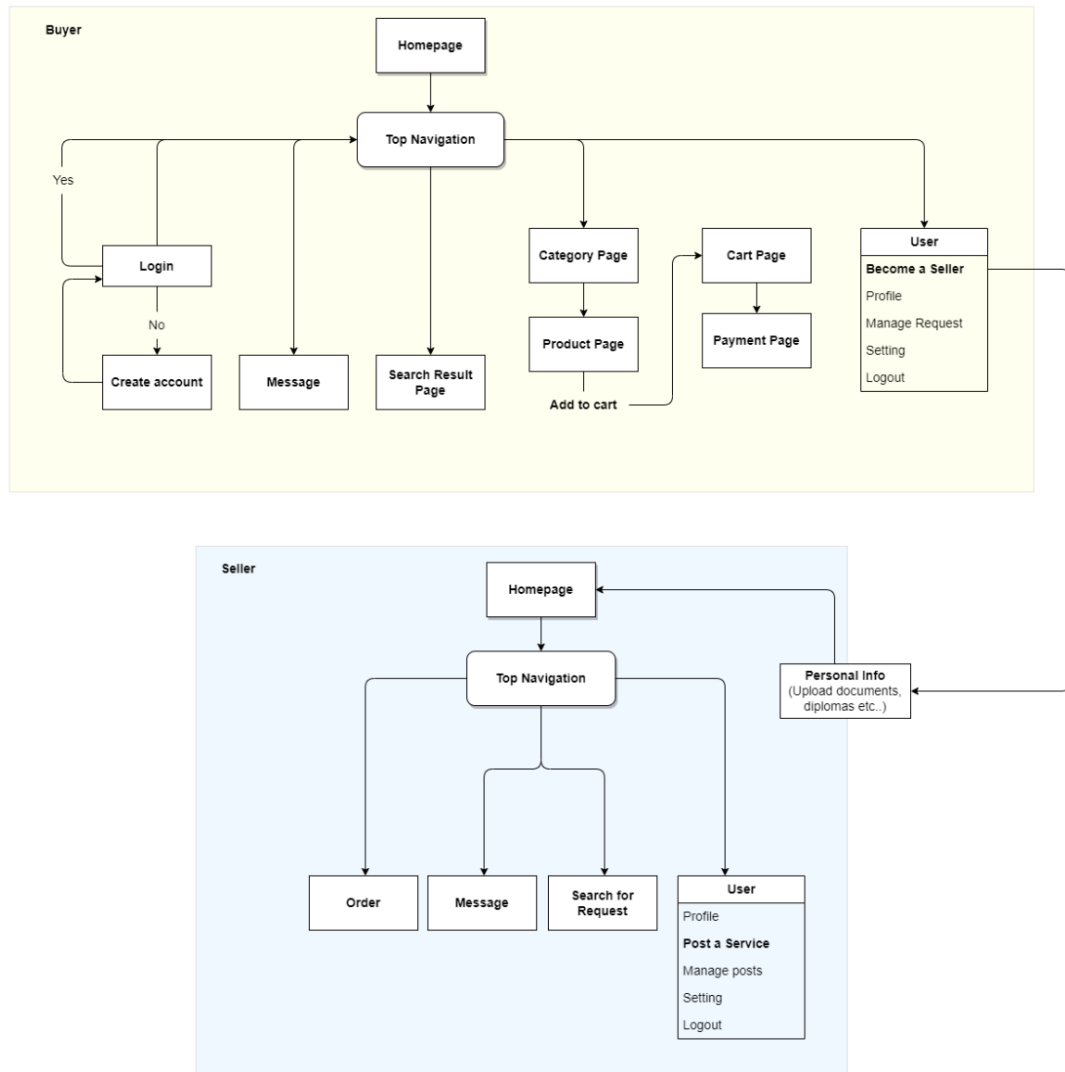 Buyer
Homepage
Top Navigation
Yes
Login
No
Create account
Message
Search Result
Page
Category Page
Product Page
Add to cart
Cart Page
Payment Page
User
Become a Seller
Profile
Manage Request
Setting
Logout
Seller
Homepage
Top Navigation
Personal Info
(Upload documents,
diplomas etc..)
Order
Message
Search for
Request
User
Profile
Post a Service
Manage posts
Setting
Logout